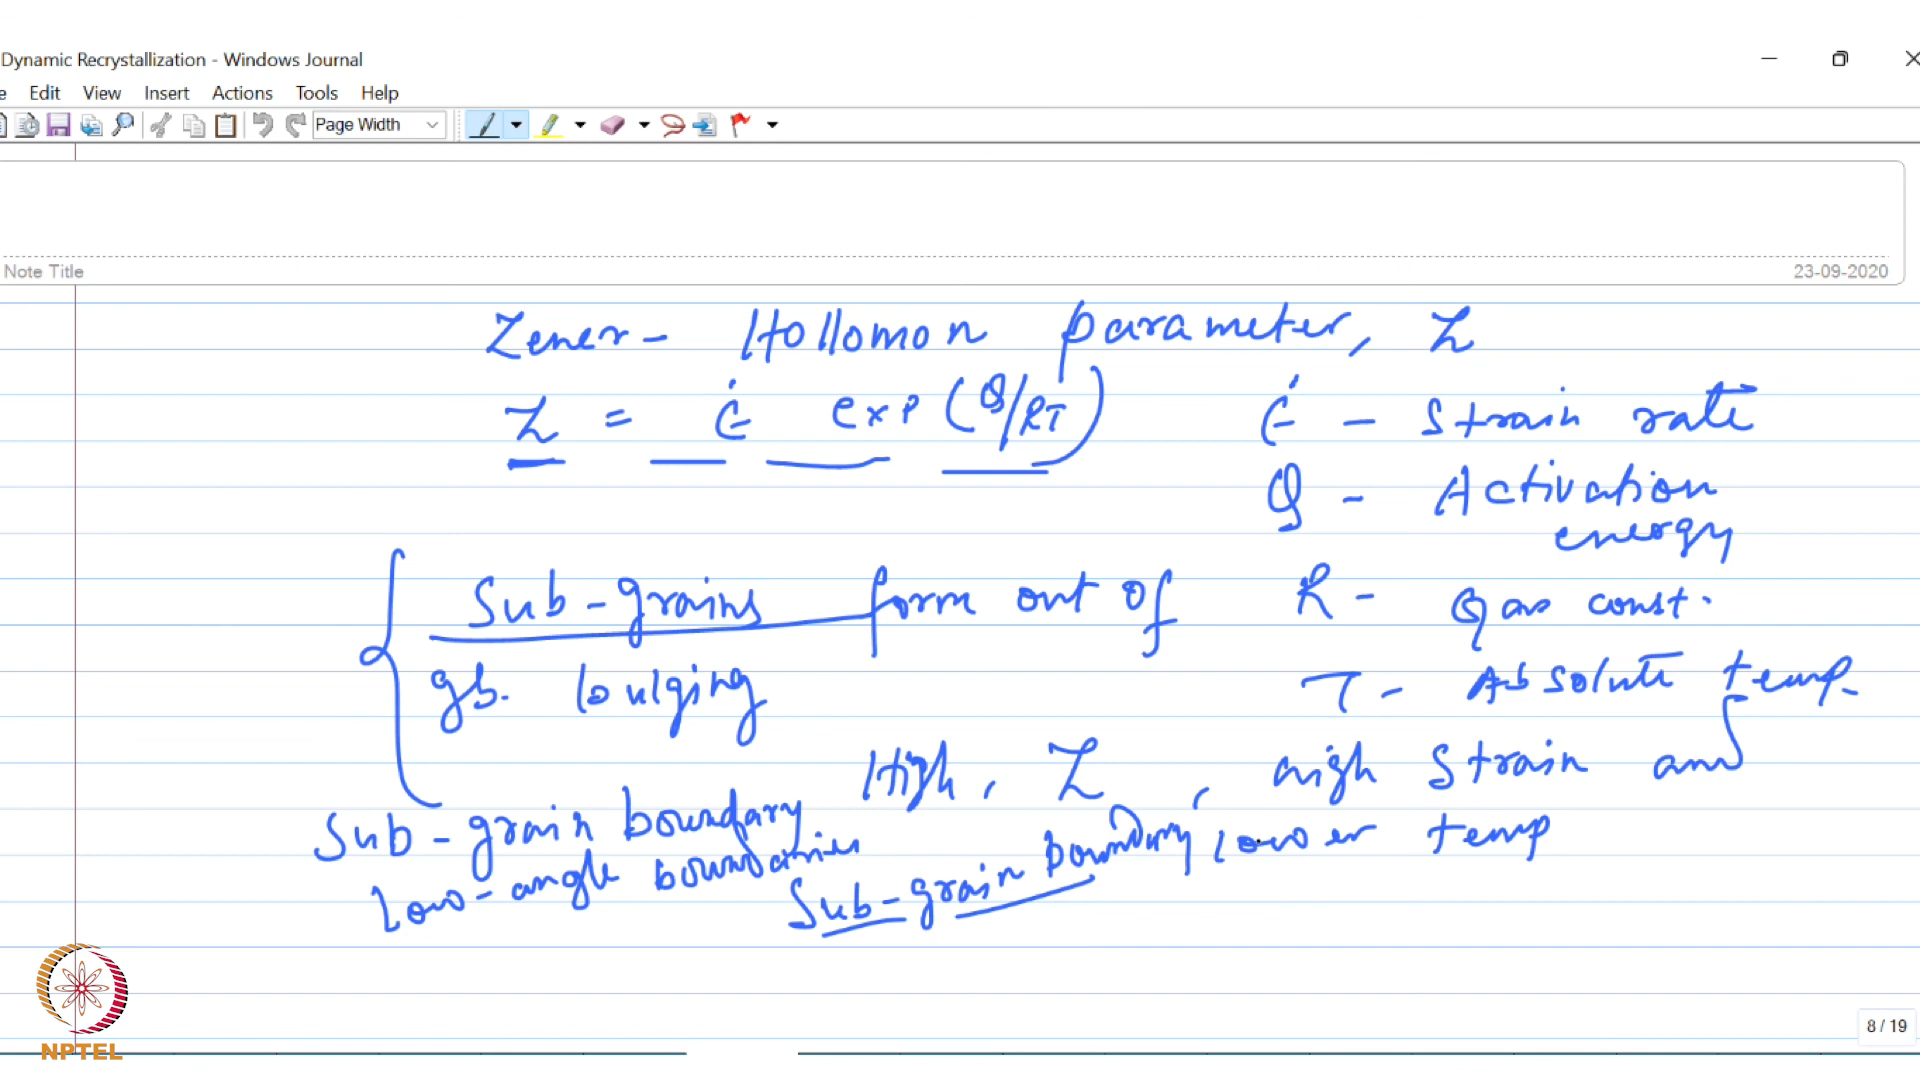 Dynamic Recrystallization - Windows Journal
e Edit View Insert Actions Tools Help
Page Width
Note Title
23-09-2020
Zener - Hollomon parameter, Z
Z = ε̇ exp (Q/RT)
ε̇ - Strain rate
Q - Activation energy
R - Gas const.
T - Absolute temp.
Sub-grains form out of
gb. bulging
High, Z, high strain and
lower temp
Sub-grain boundary
Low-angle boundaries
Sub-grain boundary
NPTEL
8 / 19